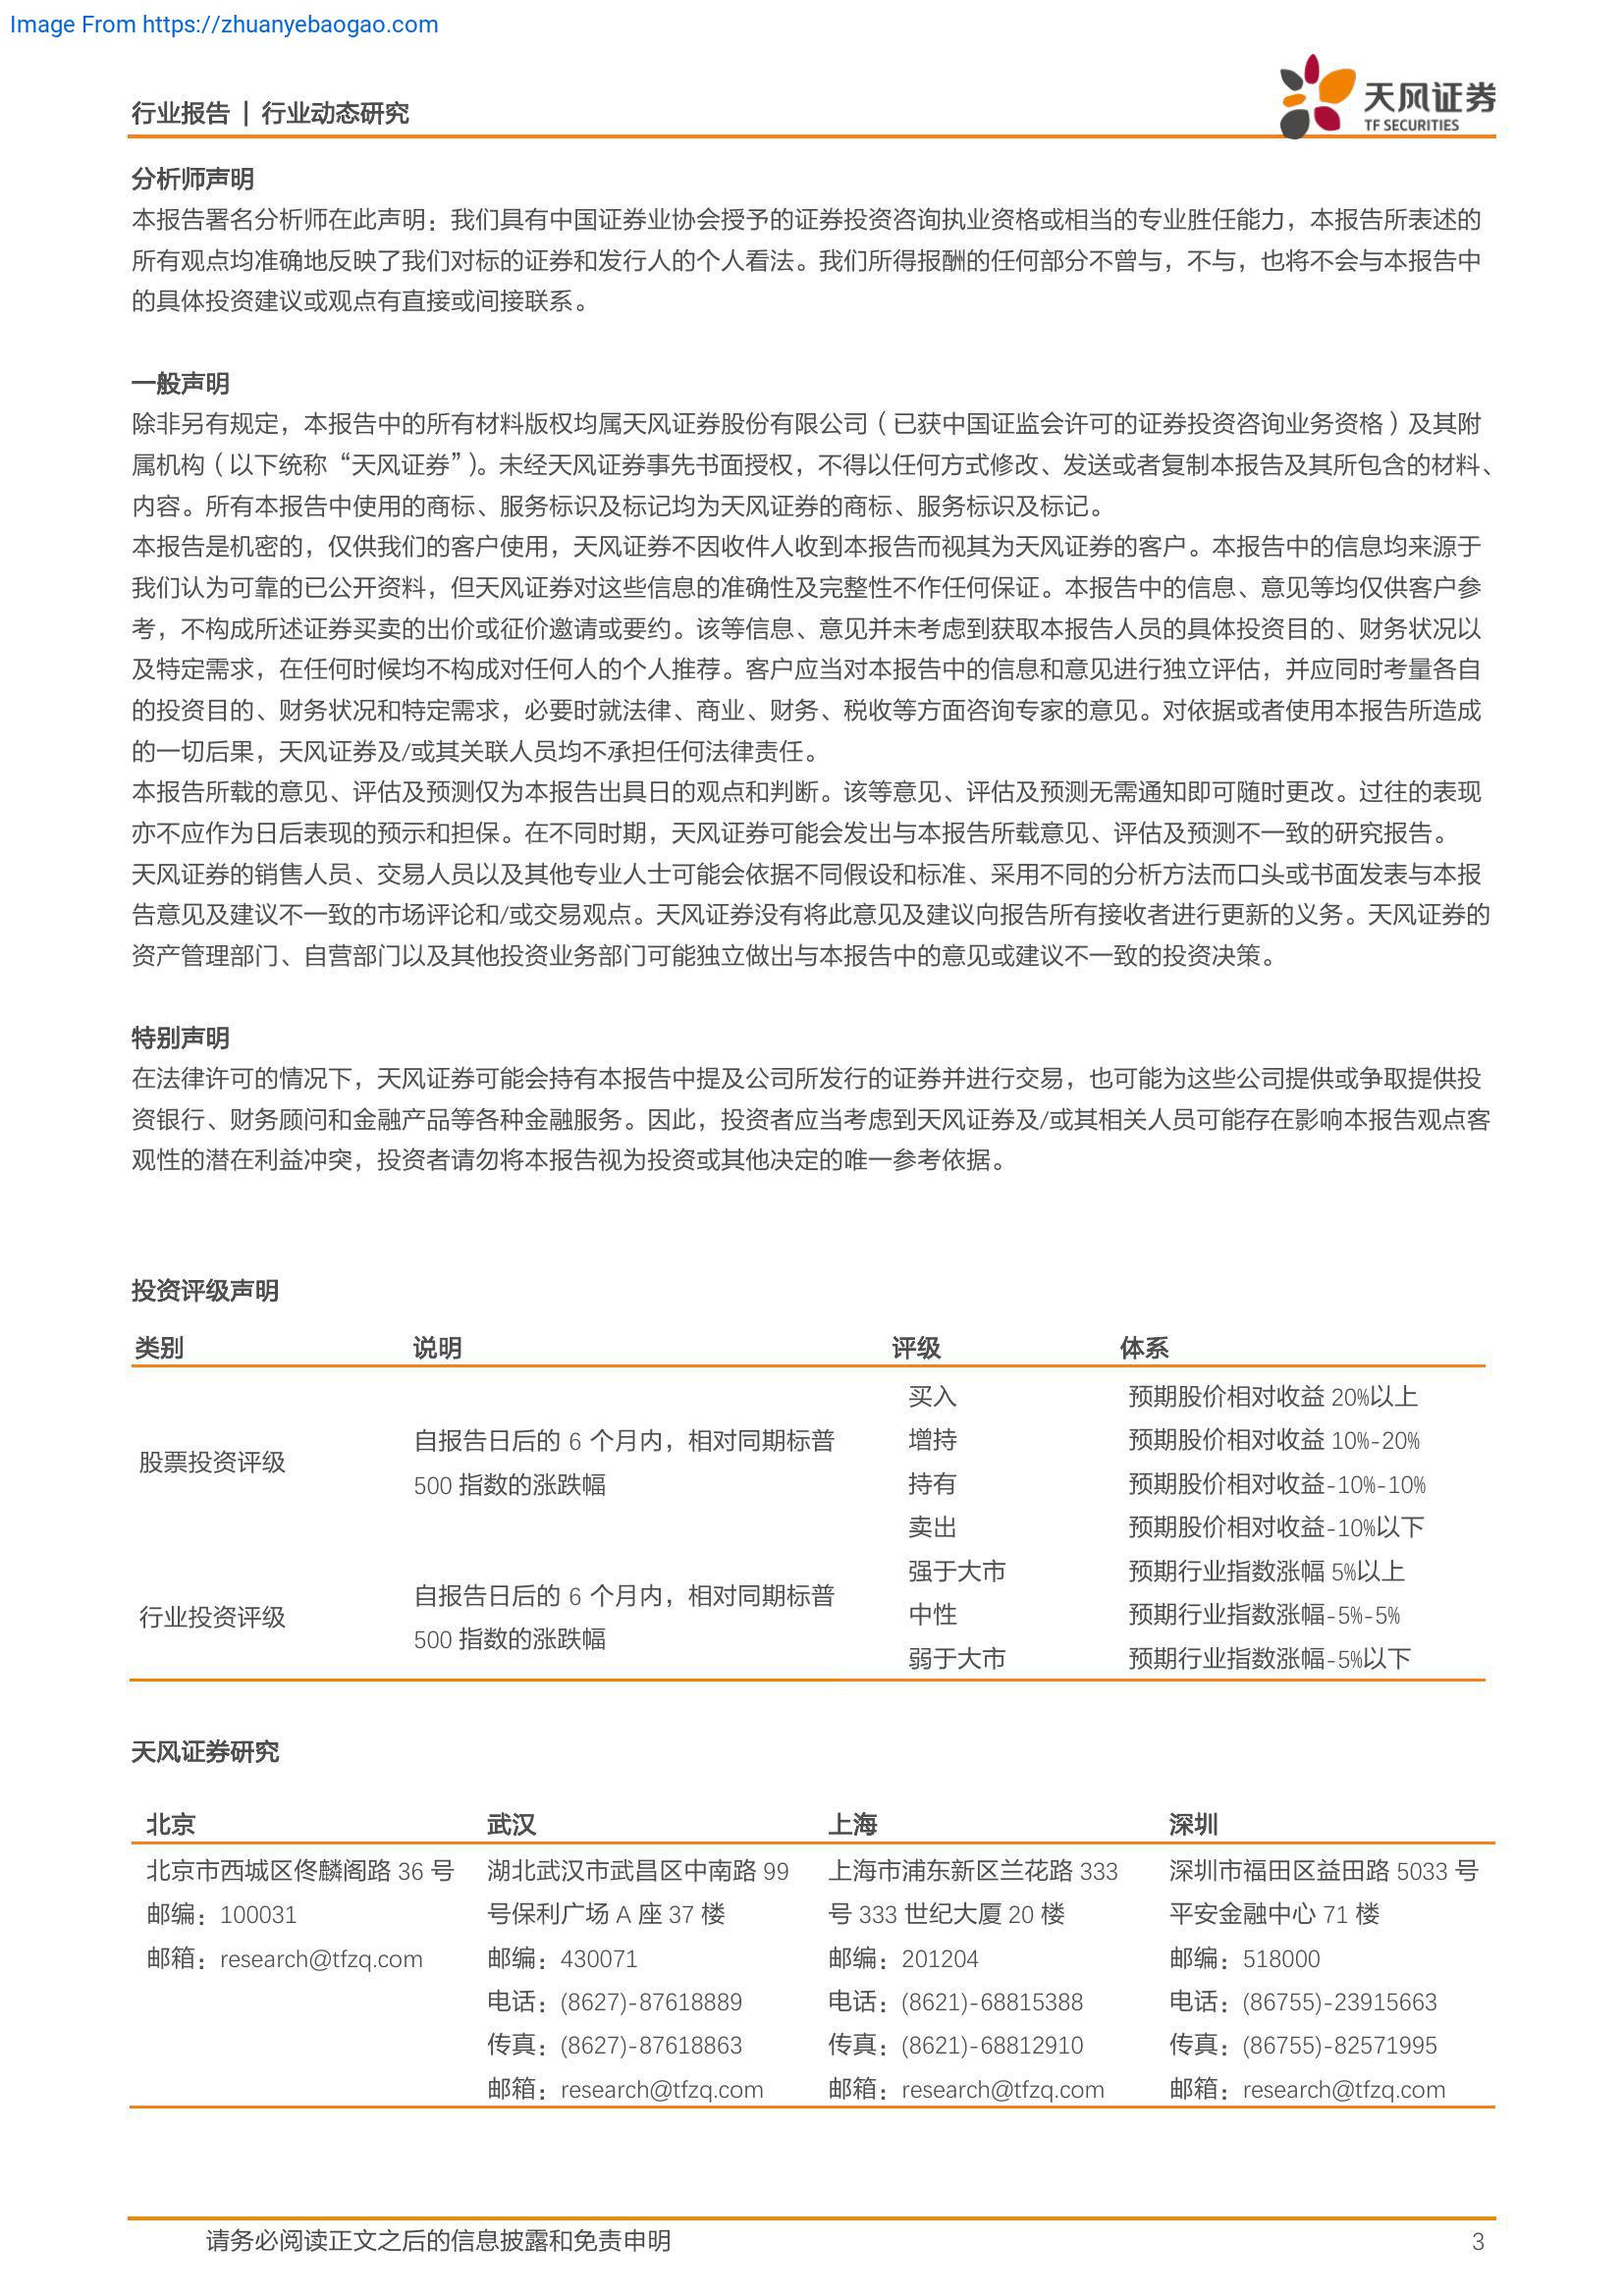 Image From https://zhuanyebaogao.com
行业报告 | 行业动态研究
天风证券
TF SECURITIES
分析师声明
本报告署名分析师在此声明：我们具有中国证券业协会授予的证券投资咨询执业资格或相当的专业胜任能力，本报告所表述的
所有观点均准确地反映了我们对标的证券和发行人的个人看法。我们所得报酬的任何部分不曾与，不与，也将不会与本报告中
的具体投资建议或观点有直接或间接联系。
一般声明
除非另有规定，本报告中的所有材料版权均属天风证券股份有限公司（已获中国证监会许可的证券投资咨询业务资格）及其附
属机构（以下统称“天风证券”）。未经天风证券事先书面授权，不得以任何方式修改、发送或者复制本报告及其所包含的材料、
内容。所有本报告中使用的商标、服务标识及标记均为天风证券的商标、服务标识及标记。
本报告是机密的，仅供我们的客户使用，天风证券不因收件人收到本报告而视其为天风证券的客户。本报告中的信息均来源于
我们认为可靠的已公开资料，但天风证券对这些信息的准确性及完整性不作任何保证。本报告中的信息、意见等均仅供客户参
考，不构成所述证券买卖的出价或征价邀请或要约。该等信息、意见并未考虑到获取本报告人员的具体投资目的、财务状况以
及特定需求，在任何时候均不构成对任何人的个人推荐。客户应当对本报告中的信息和意见进行独立评估，并应同时考量各自
的投资目的、财务状况和特定需求，必要时就法律、商业、财务、税收等方面咨询专家的意见。对依据或者使用本报告所造成
的一切后果，天风证券及/或其关联人员均不承担任何法律责任。
本报告所载的意见、评估及预测仅为本报告出具日的观点和判断。该等意见、评估及预测无需通知即可随时更改。过往的表现
亦不应作为日后表现的预示和担保。在不同时期，天风证券可能会发出与本报告所载意见、评估及预测不一致的研究报告。
天风证券的销售人员、交易人员以及其他专业人士可能会依据不同假设和标准、采用不同的分析方法而口头或书面发表与本报
告意见及建议不一致的市场评论和/或交易观点。天风证券没有将此意见及建议向报告所有接收者进行更新的义务。天风证券的
资产管理部门、自营部门以及其他投资业务部门可能独立做出与本报告中的意见或建议不一致的投资决策。
特别声明
在法律许可的情况下，天风证券可能会持有本报告中提及公司所发行的证券并进行交易，也可能为这些公司提供或争取提供投
资银行、财务顾问和金融产品等各种金融服务。因此，投资者应当考虑到天风证券及/或其相关人员可能存在影响本报告观点客
观性的潜在利益冲突，投资者请勿将本报告视为投资或其他决定的唯一参考依据。
投资评级声明
类别 说明 评级 体系
股票投资评级
自报告日后的 6 个月内，相对同期标普
500 指数的涨跌幅
买入 预期股价相对收益 20%以上
增持 预期股价相对收益 10%-20%
持有 预期股价相对收益-10%-10%
卖出 预期股价相对收益-10%以下
行业投资评级
自报告日后的 6 个月内，相对同期标普
500 指数的涨跌幅
强于大市 预期行业指数涨幅 5%以上
中性 预期行业指数涨幅-5%-5%
弱于大市 预期行业指数涨幅-5%以下
天风证券研究
北京 武汉 上海 深圳
北京市西城区佟麟阁路 36 号
邮编：100031
邮箱：research@tfzq.com
湖北武汉市武昌区中南路 99
号保利广场 A 座 37 楼
邮编：430071
电话：(8627)-87618889
传真：(8627)-87618863
邮箱：research@tfzq.com
上海市浦东新区兰花路 333
号 333 世纪大厦 20 楼
邮编：201204
电话：(8621)-68815388
传真：(8621)-68812910
邮箱：research@tfzq.com
深圳市福田区益田路 5033 号
平安金融中心 71 楼
邮编：518000
电话：(86755)-23915663
传真：(86755)-82571995
邮箱：research@tfzq.com
请务必阅读正文之后的信息披露和免责申明 3